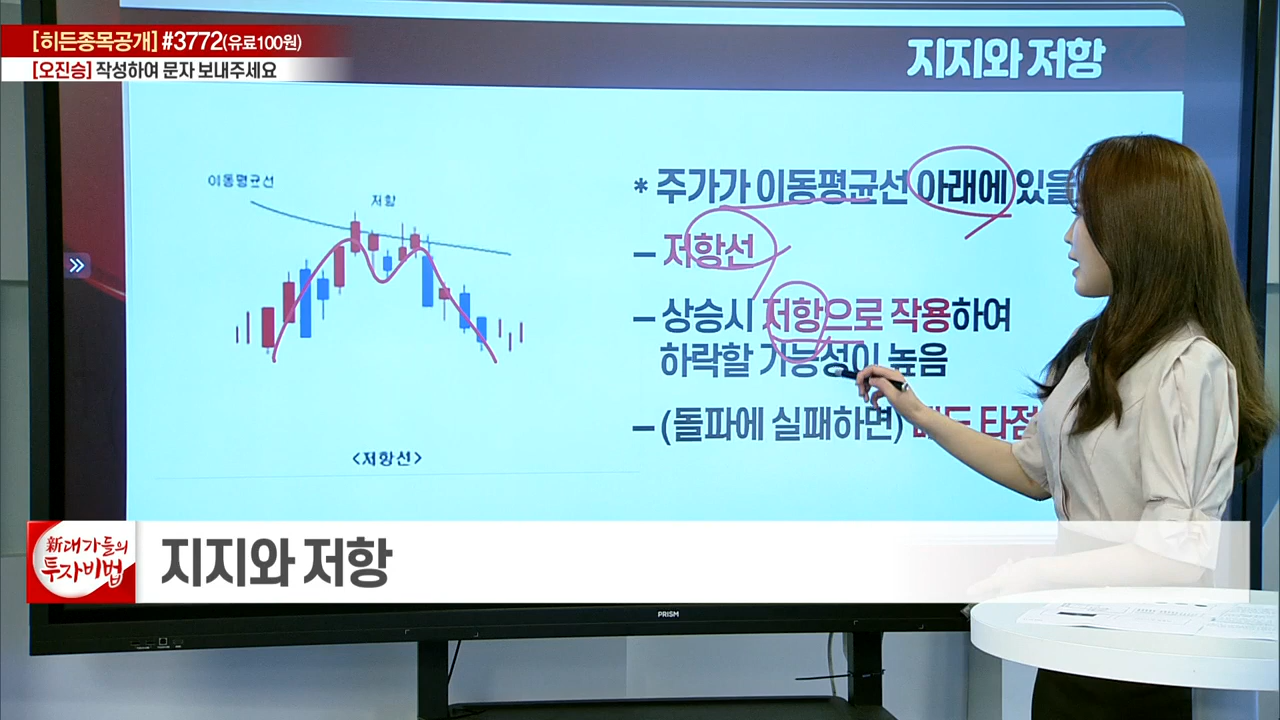 [히든종목공개] #3772(유료100원)
[오진승] 작성하여 문자 보내주세요
지지와 저항
이동평균선
저항
<저항선>
* 주가가 이동평균선 아래에 있을
– 저항선
– 상승시 저항으로 작용하여
하락할 가능성이 높음
– (돌파에 실패하면) 매도 타점
新대가들의
투자비법
지지와 저항
PRISM